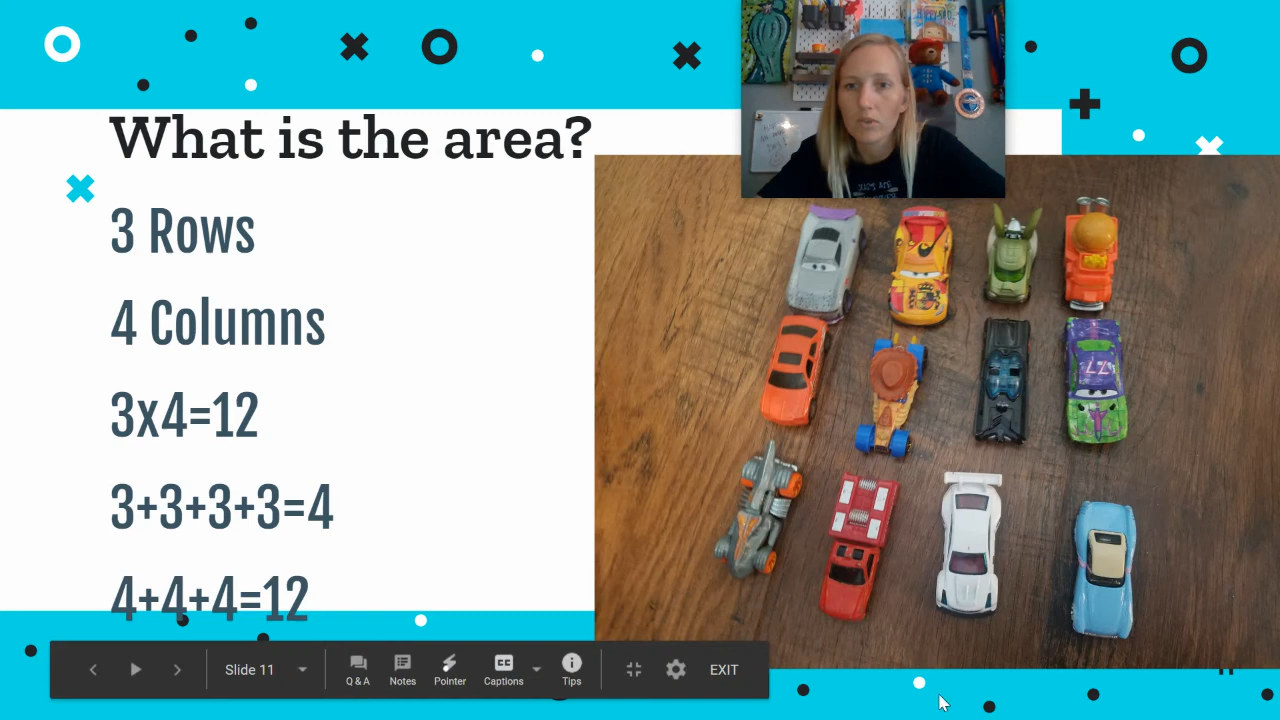 What is the area?
3 Rows
4 Columns
3x4=12
3+3+3+3=4
4+4+4=12
Slide 11
Q & A
Notes
Pointer
Captions
Tips
EXIT